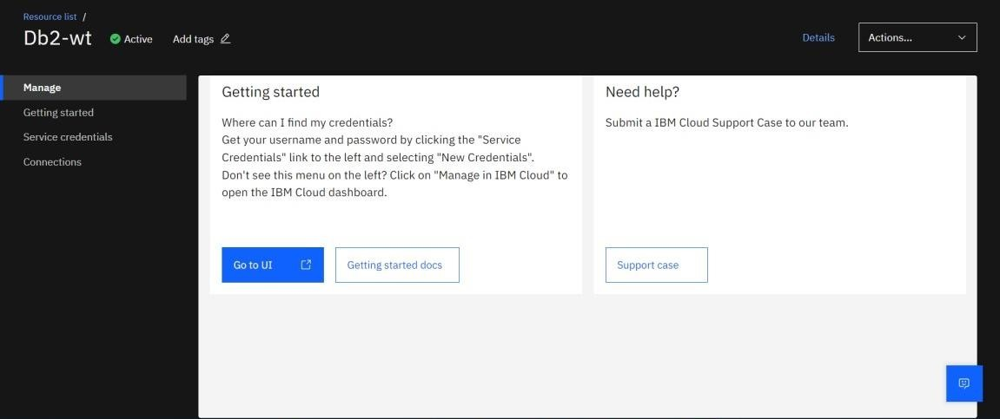 Resource list /
Db2-wt
Active
Add tags
Details
Actions...
Manage
Getting started
Service credentials
Connections
Getting started
Where can I find my credentials?
Get your username and password by clicking the "Service
Credentials" link to the left and selecting "New Credentials".
Don't see this menu on the left? Click on "Manage in IBM Cloud" to
open the IBM Cloud dashboard.
Go to UI
Getting started docs
Need help?
Submit a IBM Cloud Support Case to our team.
Support case